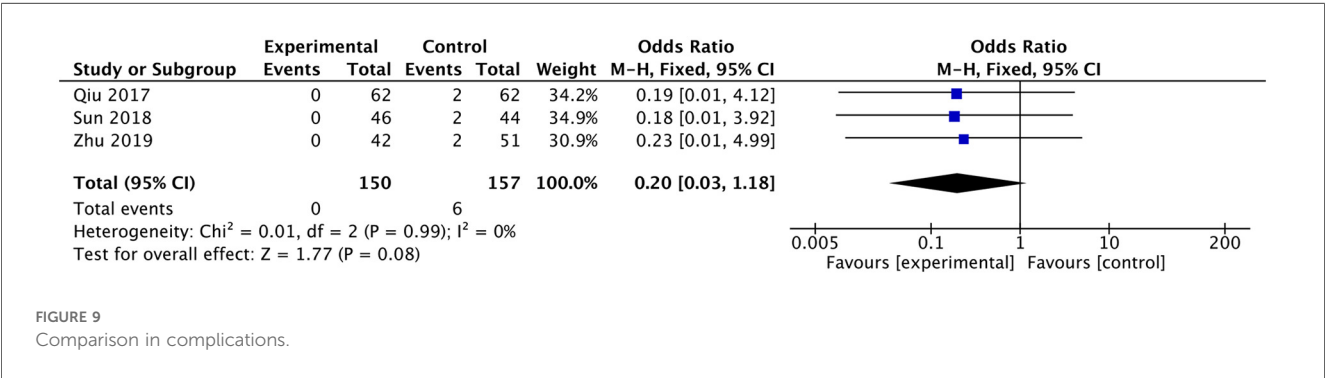 Experimental Control Odds Ratio Odds Ratio
Study or Subgroup Events Total Events Total Weight M-H, Fixed, 95% CI M-H, Fixed, 95% CI
Qiu 2017 0 62 2 62 34.2% 0.19 [0.01, 4.12]
Sun 2018 0 46 2 44 34.9% 0.18 [0.01, 3.92]
Zhu 2019 0 42 2 51 30.9% 0.23 [0.01, 4.99]
Total (95% CI) 150 157 100.0% 0.20 [0.03, 1.18]
Total events 0 6
Heterogeneity: Chi² = 0.01, df = 2 (P = 0.99); I² = 0%
Test for overall effect: Z = 1.77 (P = 0.08)
0.005 0.1 1 10 200
Favours [experimental] Favours [control]
FIGURE 9
Comparison in complications.